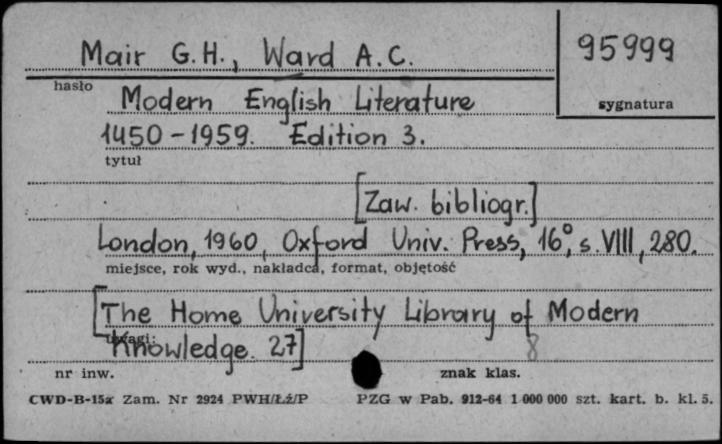 Mair G.H., Ward A.C.
95999
hasło
sygnatura
Modern English Literature
1450-1959. Edition 3.
tytuł
[Zaw. bibliogr.]
London, 1960, Oxford Univ. Press, 16°, s. VIII, 280.
miejsce, rok wyd., nakładca, format, objętość
[The Home University Library of Modern
uwagi:
Knowledge. 27]
8
nr inw.
znak klas.
CWD-B-15a Zam. Nr 2924 PWH/Łź/P PZG w Pab. 912-64 1 000 000 szt. kart. b. kl. 5.